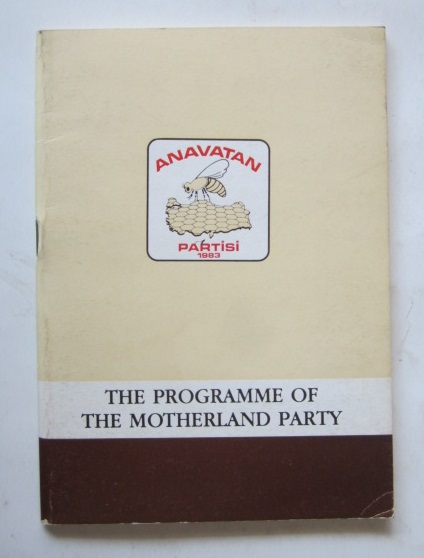 ANAVATAN
PARTİSİ
1983
THE PROGRAMME OF
THE MOTHERLAND PARTY